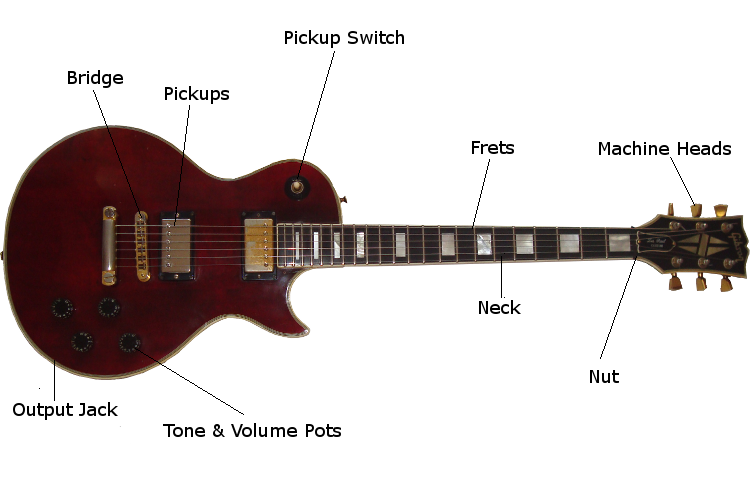 Pickup Switch
Bridge
Pickups
Frets
Machine Heads
Neck
Nut
Output Jack
Tone & Volume Pots